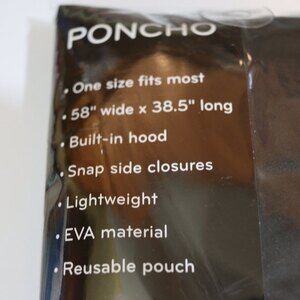 PONCHO
• One size fits most
• 58" wide x 38.5" long
• Built-in hood
• Snap side closures
• Lightweight
• EVA material
• Reusable pouch